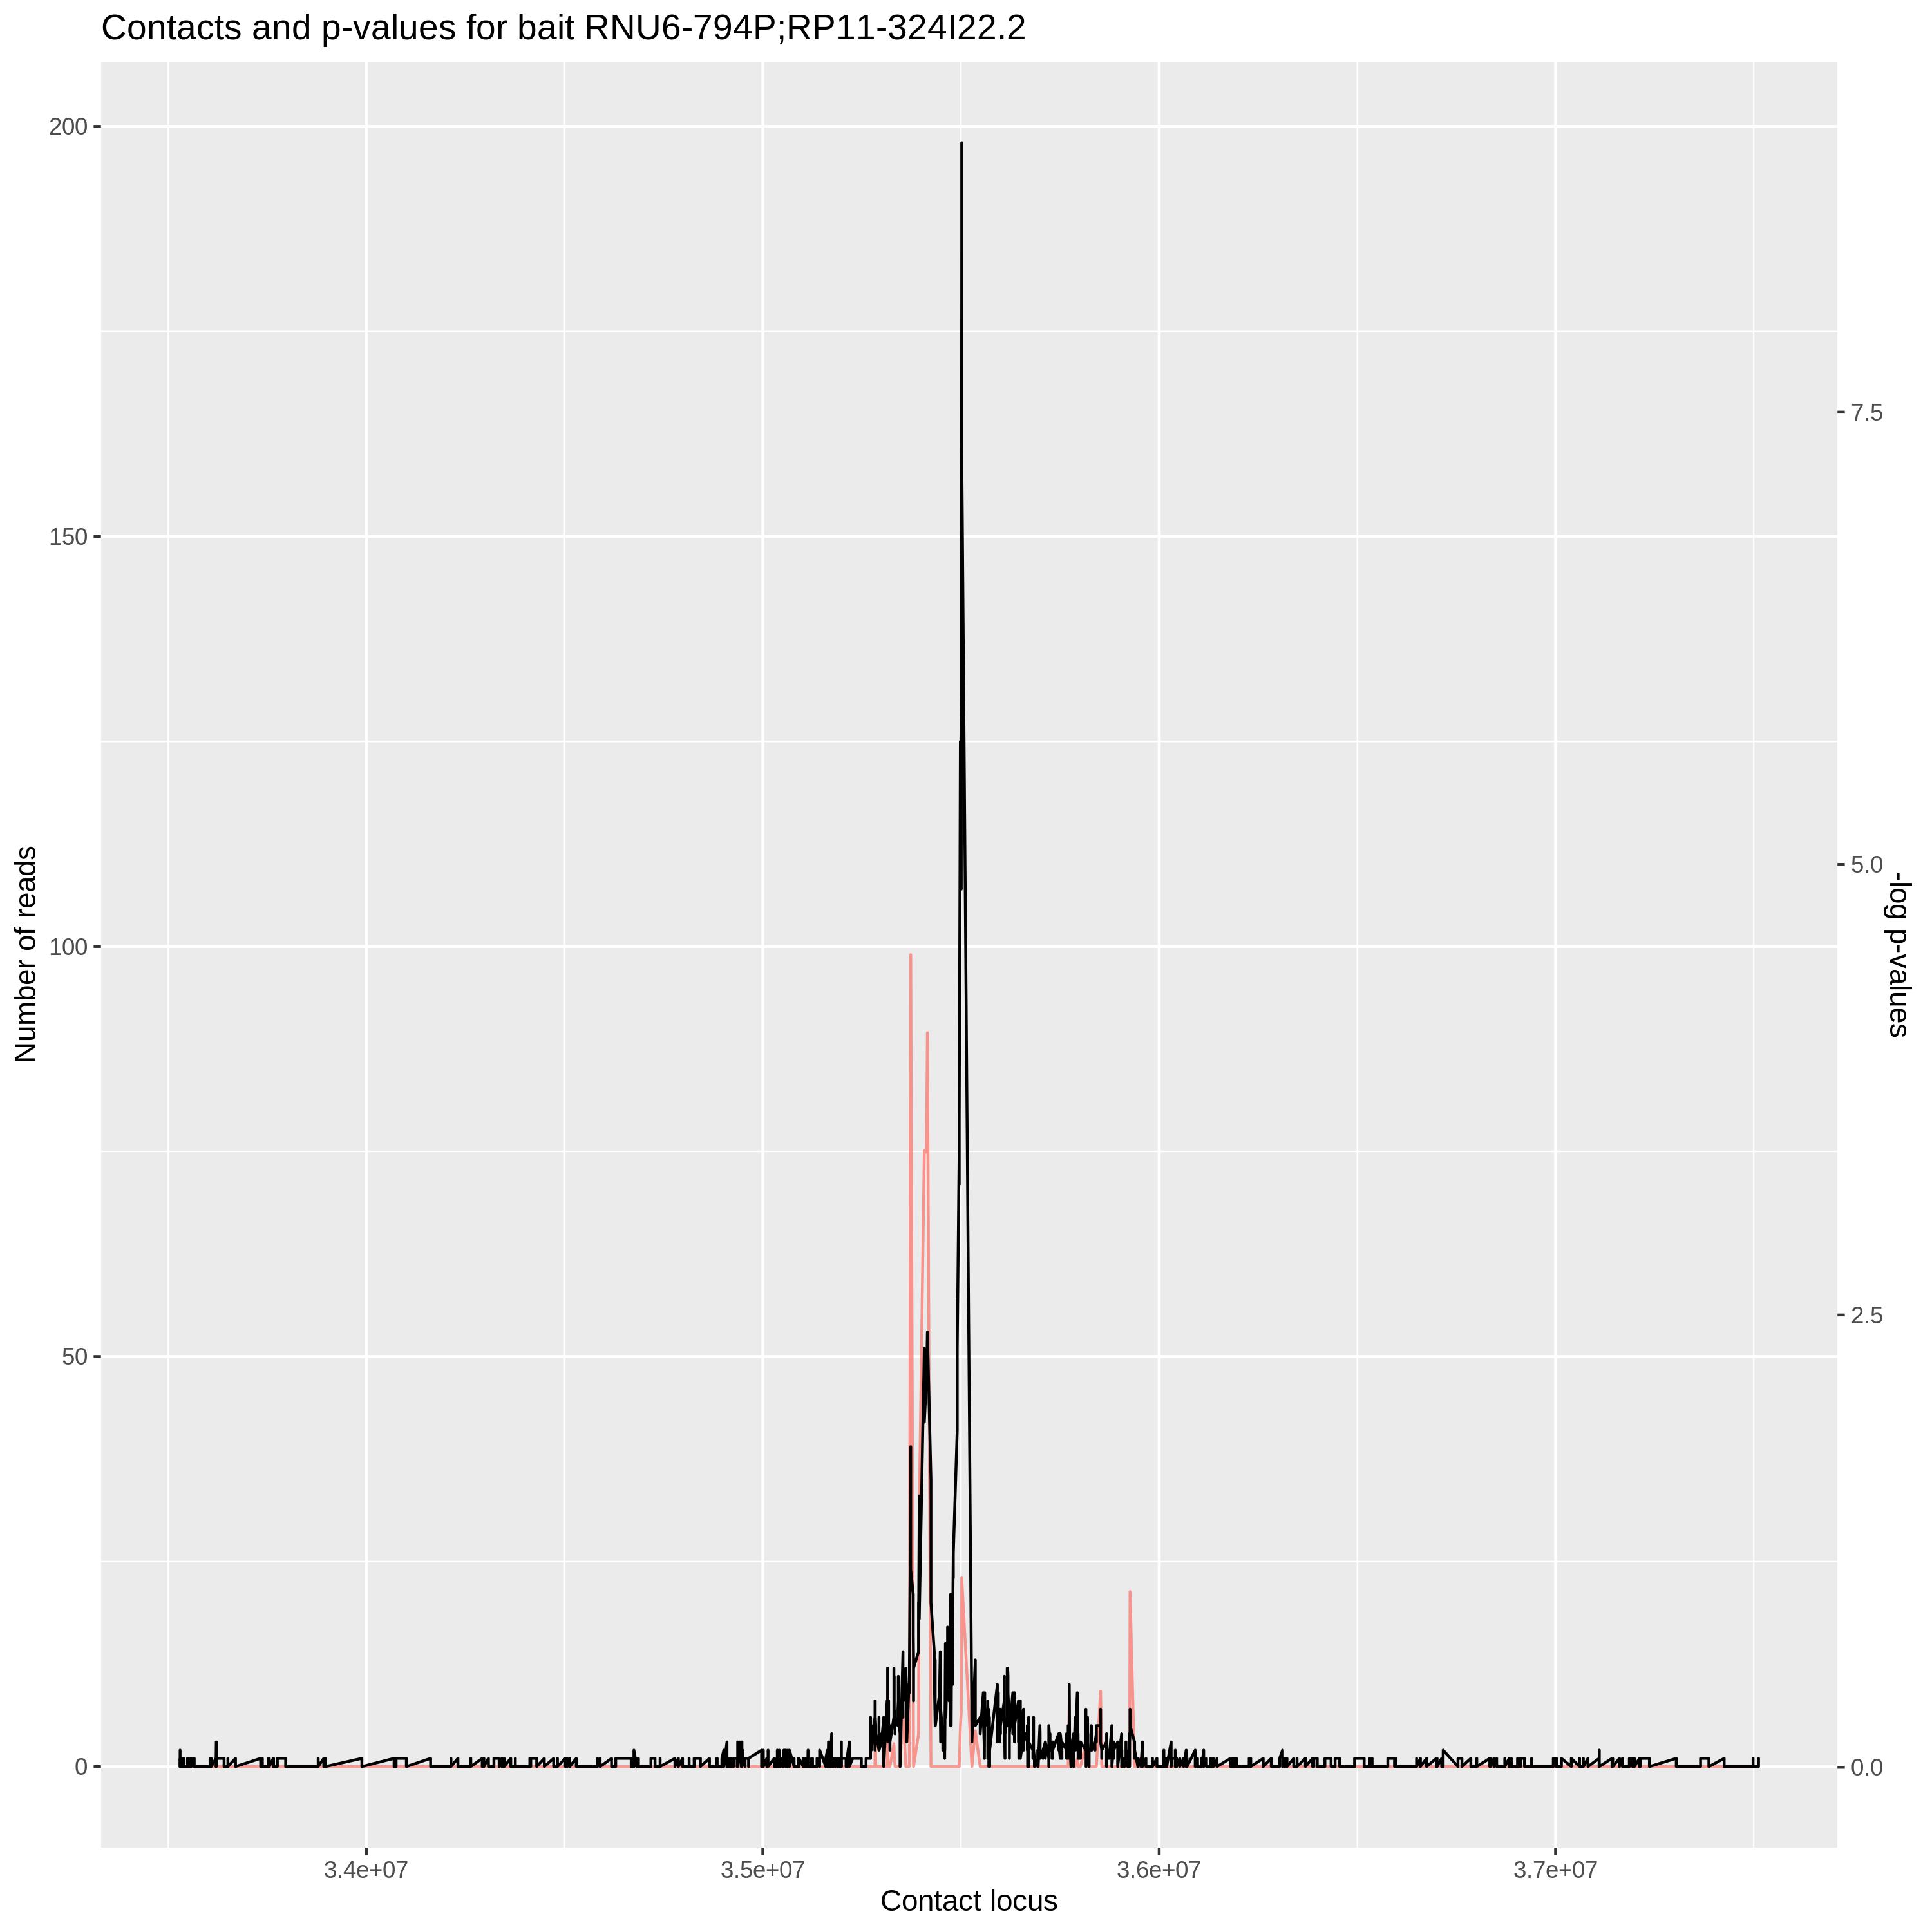 Contacts and p-values for bait RNU6-794P;RP11-324I22.2
200
150
100
50
0
Number of reads
7.5
5.0
2.5
0.0
-log p-values
3.4e+07
3.5e+07
3.6e+07
3.7e+07
Contact locus